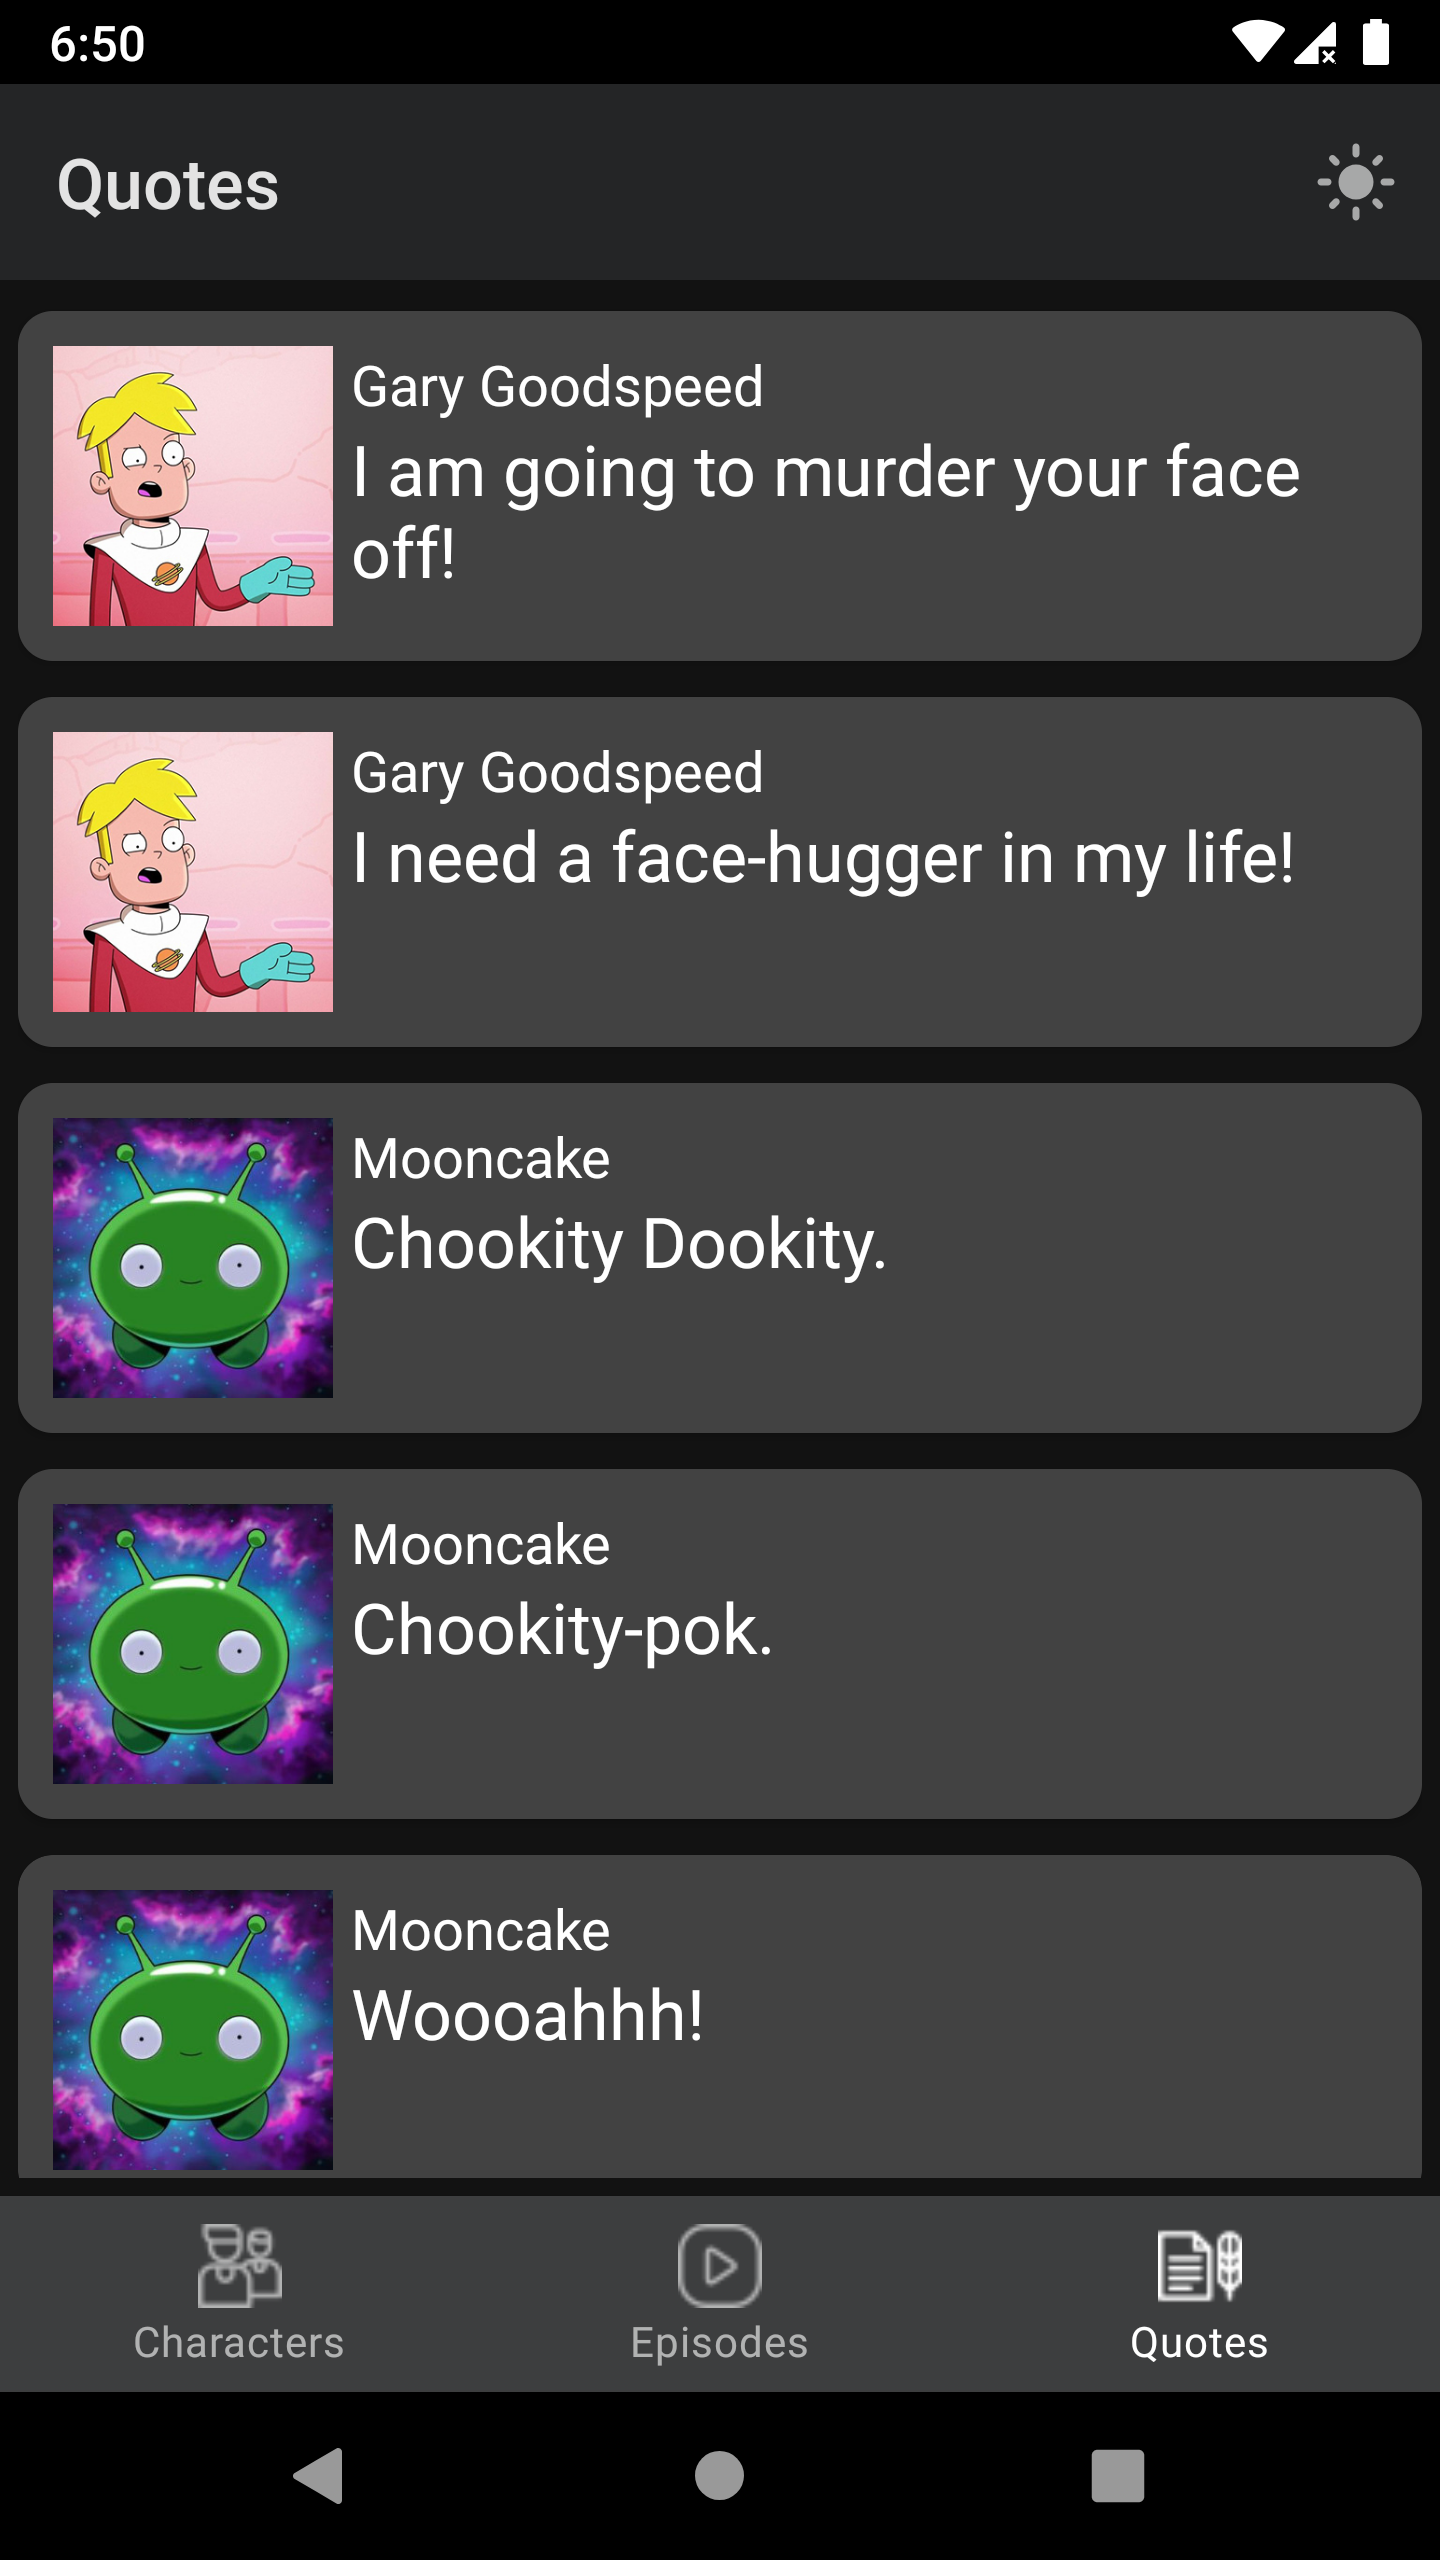 6:50
Quotes
Gary Goodspeed
I am going to murder your face
off!
Gary Goodspeed
I need a face-hugger in my life!
Mooncake
Chookity Dookity.
Mooncake
Chookity-pok.
Mooncake
Woooahhh!
Characters
Episodes
Quotes